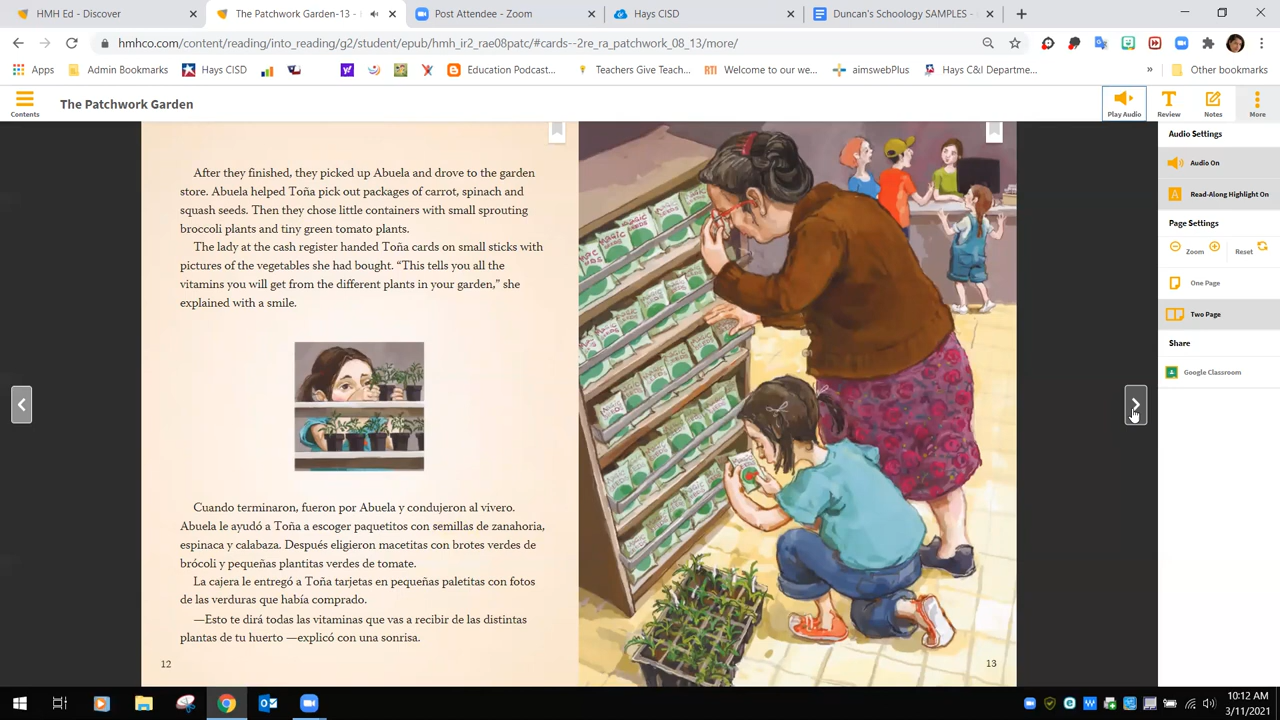 HMH Ed - Discover
The Patchwork Garden-13 -
Post Attendee - Zoom
Hays CISD
Duncan's Schoology SAMPLES -
hmhco.com/content/reading/into_reading/g2/student/epub/hmh_ir2_rae08patc/#cards--2re_ra_patchwork_08_13/more/
Apps
Admin Bookmarks
Hays CISD
Education Podcast...
Teachers Give Teach...
RTI
Welcome to our we...
aimswebPlus
Hays C&I Departme...
»
Other bookmarks
Contents
The Patchwork Garden
Play Audio
Review
Notes
More
After they finished, they picked up Abuela and drove to the garden
store. Abuela helped Toña pick out packages of carrot, spinach and
squash seeds. Then they chose little containers with small sprouting
broccoli plants and tiny green tomato plants.
The lady at the cash register handed Toña cards on small sticks with
pictures of the vegetables she had bought. “This tells you all the
vitamins you will get from the different plants in your garden,” she
explained with a smile.
Cuando terminaron, fueron por Abuela y condujeron al vivero.
Abuela le ayudó a Toña a escoger paquetitos con semillas de zanahoria,
espinaca y calabaza. Después eligieron macetitas con brotes verdes de
brócoli y pequeñas plantitas verdes de tomate.
La cajera le entregó a Toña tarjetas en pequeñas paletitas con fotos
de las verduras que había comprado.
—Esto te dirá todas las vitaminas que vas a recibir de las distintas
plantas de tu huerto —explicó con una sonrisa.
12
MAGIC
SEEDS
13
Audio Settings
Audio On
Read-Along Highlight On
Page Settings
Zoom
Reset
One Page
Two Page
Share
Google Classroom
10:12 AM
3/11/2021